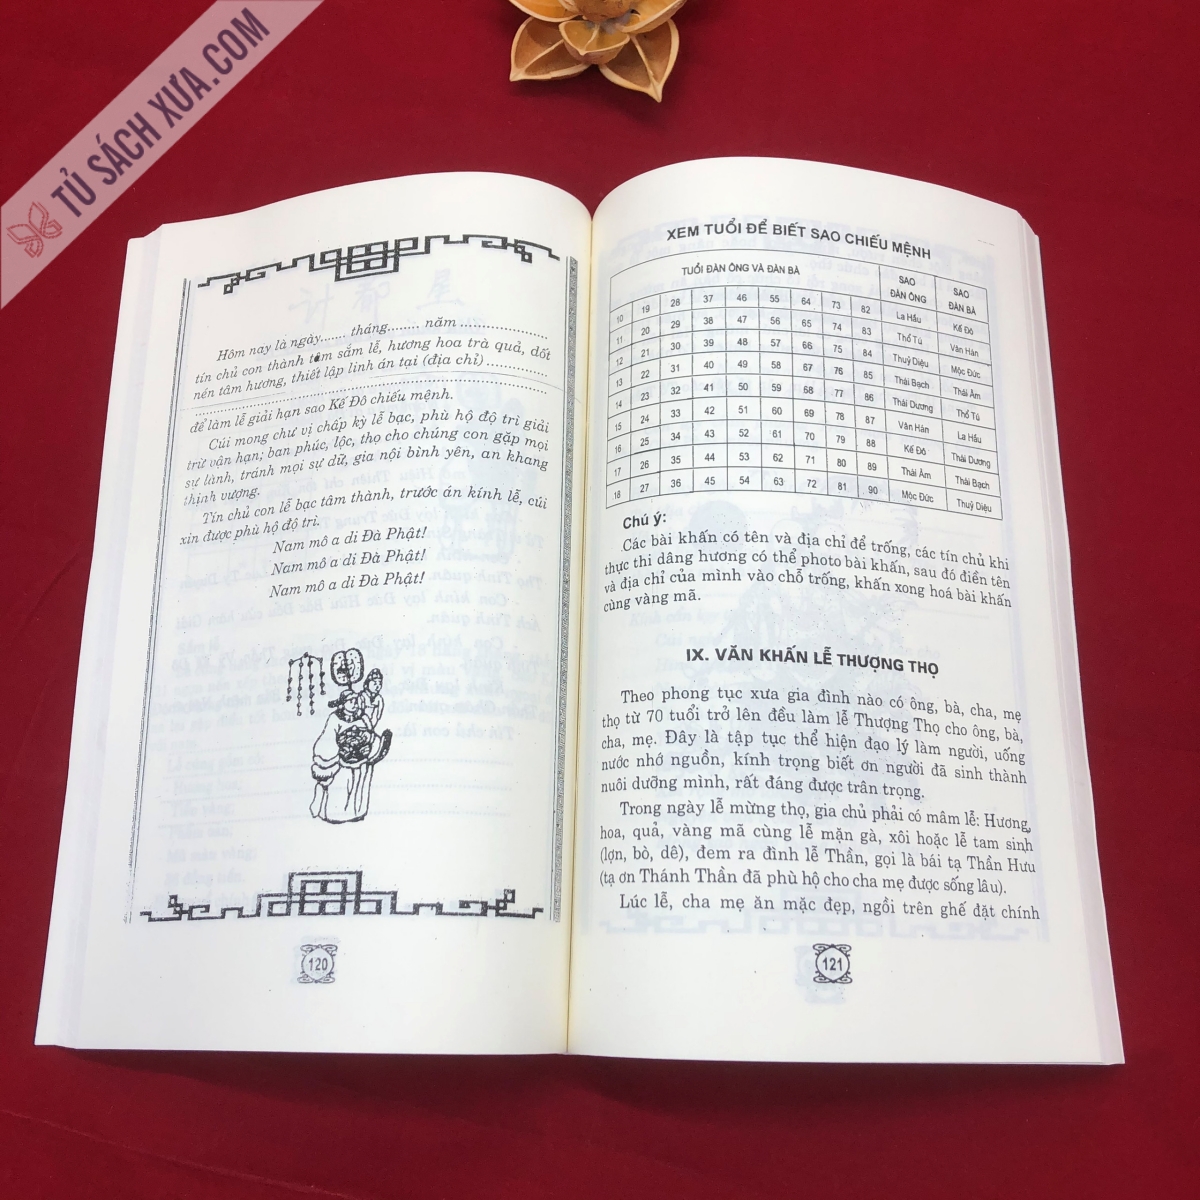 TỦ SÁCH XƯA.COM
Hôm nay là ngày....... tháng........ năm ...................
tín chủ con thành tâm sắm lễ, hương hoa trà quả, đốt
nén tâm hương, thiết lập linh án tại (địa chỉ) ..............
................................................................................
để làm lễ giải hạn sao Kế Đô chiếu mệnh.
Cúi mong chư vị chấp kỳ lễ bạc, phù hộ độ trì giải
trừ vận hạn; ban phúc, lộc, thọ cho chúng con gặp mọi
sự lành, tránh mọi sự dữ, gia nội bình yên, an khang
thịnh vượng.
Tín chủ con lễ bạc tâm thành, trước án kính lễ, cúi
xin được phù hộ độ trì.
Nam mô a di Đà Phật!
Nam mô a di Đà Phật!
Nam mô a di Đà Phật!
120
XEM TUỔI ĐỂ BIẾT SAO CHIẾU MỆNH
TUỔI ĐÀN ÔNG VÀ ĐÀN BÀ SAO ĐÀN ÔNG SAO ĐÀN BÀ
10 19 28 37 46 55 64 73 82 La Hầu Kế Đô
11 20 29 38 47 56 65 74 83 Thổ Tú Vân Hán
12 21 30 39 48 57 66 75 84 Thuỷ Diệu Mộc Đức
13 22 31 40 49 58 67 76 85 Thái Bạch Thái Âm
14 23 32 41 50 59 68 77 86 Thái Dương Thổ Tú
15 24 33 42 51 60 69 78 87 Vân Hán La Hầu
16 25 34 43 52 61 70 79 88 Kế Đô Thái Dương
17 26 35 44 53 62 71 80 89 Thái Âm Thái Bạch
18 27 36 45 54 63 72 81 90 Mộc Đức Thuỷ Diệu
Chú ý:
Các bài khấn có tên và địa chỉ để trống, các tín chủ khi
thực thi dâng hương có thể photo bài khấn, sau đó điền tên
và địa chỉ của mình vào chỗ trống, khấn xong hoá bài khấn
cùng vàng mã.
IX. VĂN KHẤN LỄ THƯỢNG THỌ
Theo phong tục xưa gia đình nào có ông, bà, cha, mẹ
thọ từ 70 tuổi trở lên đều làm lễ Thượng Thọ cho ông, bà,
cha, mẹ. Đây là tập tục thể hiện đạo lý làm người, uống
nước nhớ nguồn, kính trọng biết ơn người đã sinh thành
nuôi dưỡng mình, rất đáng được trân trọng.
Trong ngày lễ mừng thọ, gia chủ phải có mâm lễ: Hương,
hoa, quả, vàng mã cùng lễ mặn gà, xôi hoặc lễ tam sinh
(lợn, bò, dê), đem ra đình lễ Thần, gọi là bái tạ Thần Hưu
(tạ ơn Thánh Thần đã phù hộ cho cha mẹ được sống lâu).
Lúc lễ, cha mẹ ăn mặc đẹp, ngồi trên ghế đặt chính
121